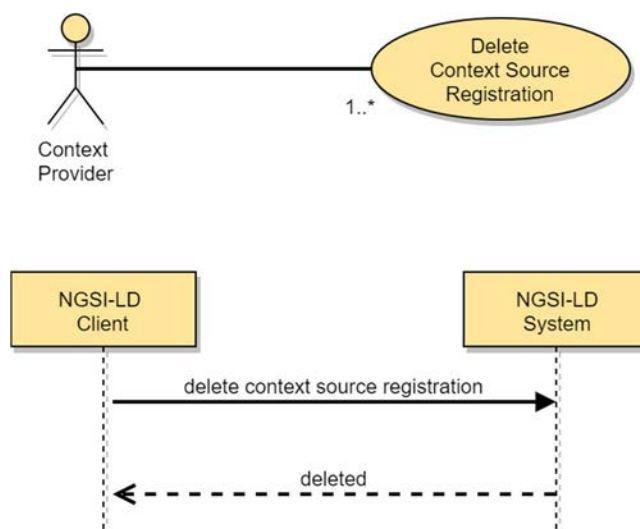 Delete
Context Source
Registration
1..*
Context
Provider
NGSI-LD
Client
NGSI-LD
System
delete context source registration
deleted